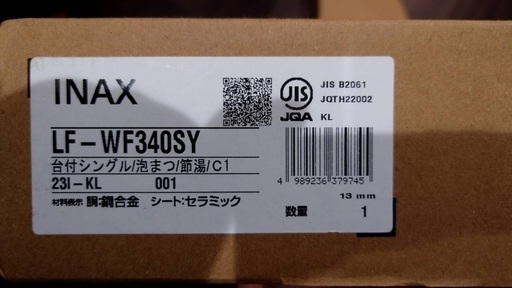 INAX
LF-WF340SY
台付シングル/泡まつ/節湯/C1
23I-KL 001
材料表示 胴:銅合金 シート:セラミック
JIS
JQA
JIS B2061
JQTH22002
KL
4 989236 379745
13 mm
数量 1